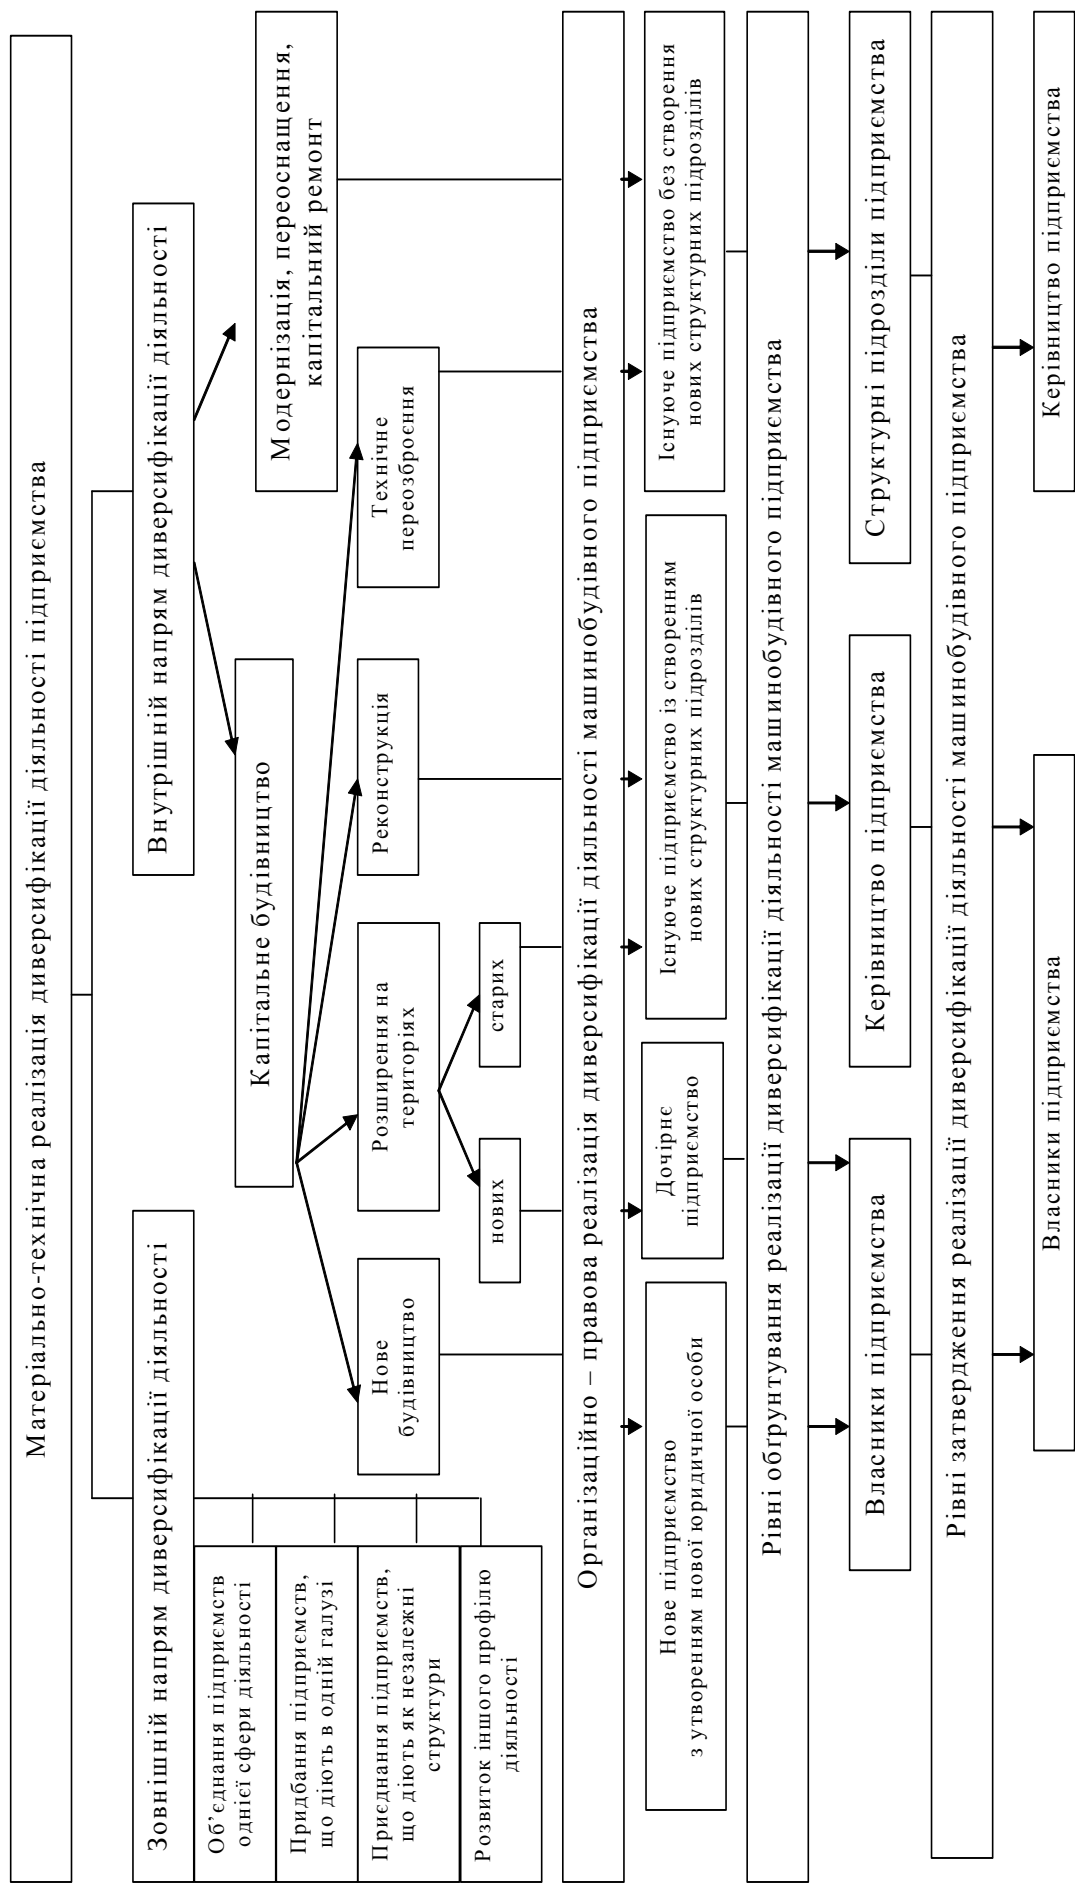 Матеріально-технічна реалізація диверсифікації діяльності підприємства
Зовнішній напрям диверсифікації діяльності
Внутрішній напрям диверсифікації діяльності
Об’єднання підприємств
однієї сфери діяльності
Придбання підприємств,
що діють в одній галузі
Приєднання підприємств,
що діють як незалежні
структури
Розвиток іншого профілю
діяльності
Капітальне будівництво
Модернізація, переоснащення,
капітальний ремонт
Нове
будівництво
Розширення на
територіях
Реконструкція
Технічне
переозброєння
нових
старих
Організаційно – правова реалізація диверсифікації діяльності машинобудівного підприємства
Нове підприємство
з утворенням нової юридичної особи
Дочірнє
підприємство
Існуюче підприємство із створенням
нових структурних підрозділів
Існуюче підприємство без створення
нових структурних підрозділів
Рівні обґрунтування реалізації диверсифікації діяльності машинобудівного підприємства
Власники підприємства
Керівництво підприємства
Структурні підрозділи підприємства
Рівні затвердження реалізації диверсифікації діяльності машинобудівного підприємства
Власники підприємства
Керівництво підприємства